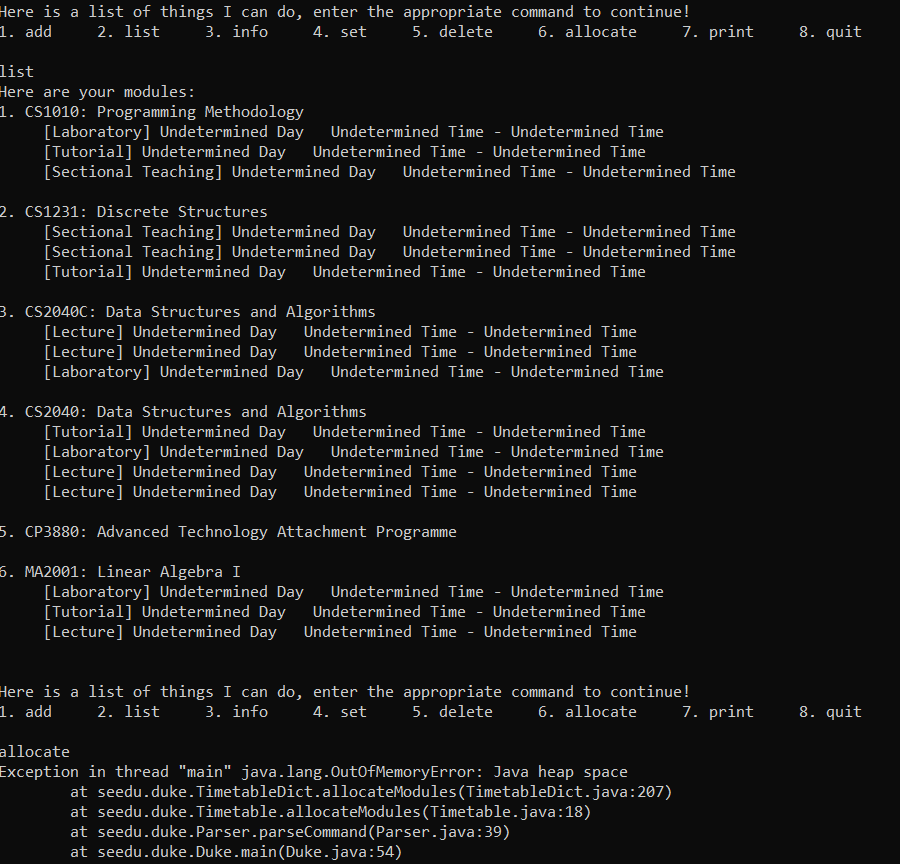 Here is a list of things I can do, enter the appropriate command to continue!
1. add     2. list     3. info     4. set     5. delete     6. allocate     7. print     8. quit
list
Here are your modules:
1. CS1010: Programming Methodology
[Laboratory] Undetermined Day   Undetermined Time - Undetermined Time
[Tutorial] Undetermined Day   Undetermined Time - Undetermined Time
[Sectional Teaching] Undetermined Day   Undetermined Time - Undetermined Time
2. CS1231: Discrete Structures
[Sectional Teaching] Undetermined Day   Undetermined Time - Undetermined Time
[Sectional Teaching] Undetermined Day   Undetermined Time - Undetermined Time
[Tutorial] Undetermined Day   Undetermined Time - Undetermined Time
3. CS2040C: Data Structures and Algorithms
[Lecture] Undetermined Day   Undetermined Time - Undetermined Time
[Lecture] Undetermined Day   Undetermined Time - Undetermined Time
[Laboratory] Undetermined Day   Undetermined Time - Undetermined Time
4. CS2040: Data Structures and Algorithms
[Tutorial] Undetermined Day   Undetermined Time - Undetermined Time
[Laboratory] Undetermined Day   Undetermined Time - Undetermined Time
[Lecture] Undetermined Day   Undetermined Time - Undetermined Time
[Lecture] Undetermined Day   Undetermined Time - Undetermined Time
5. CP3880: Advanced Technology Attachment Programme
6. MA2001: Linear Algebra I
[Laboratory] Undetermined Day   Undetermined Time - Undetermined Time
[Tutorial] Undetermined Day   Undetermined Time - Undetermined Time
[Lecture] Undetermined Day   Undetermined Time - Undetermined Time
Here is a list of things I can do, enter the appropriate command to continue!
1. add     2. list     3. info     4. set     5. delete     6. allocate     7. print     8. quit
allocate
Exception in thread "main" java.lang.OutOfMemoryError: Java heap space
at seedu.duke.TimetableDict.allocateModules(TimetableDict.java:207)
at seedu.duke.Timetable.allocateModules(Timetable.java:18)
at seedu.duke.Parser.parseCommand(Parser.java:39)
at seedu.duke.Duke.main(Duke.java:54)